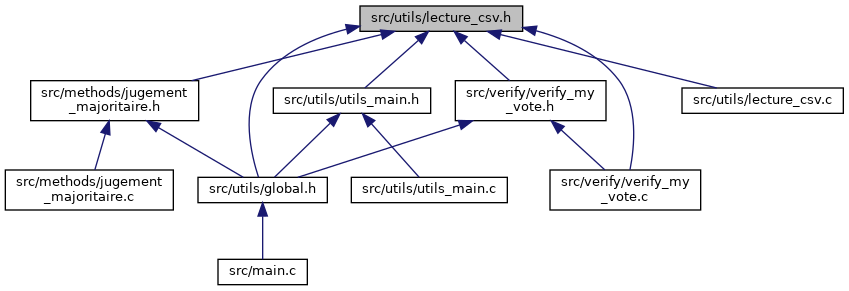 src/utils/lecture_csv.h
src/methods/jugement
_majoritaire.h
src/utils/utils_main.h
src/verify/verify_my
_vote.h
src/utils/lecture_csv.c
src/methods/jugement
_majoritaire.c
src/utils/global.h
src/utils/utils_main.c
src/verify/verify_my
_vote.c
src/main.c